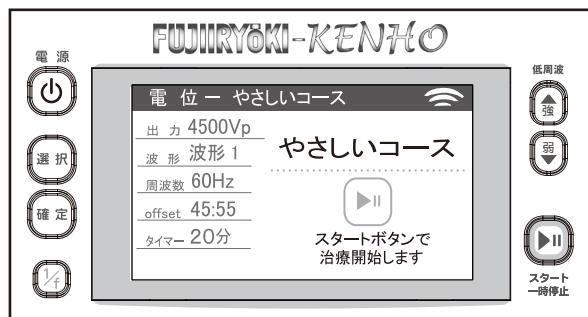 FUJIIRYOKI-KENHO
電源
選択
確定
1/f
電 位 ー やさしいコース
出 力 4500Vp
波 形 波形 1
周波数 60Hz
offset 45:55
タイマー 20分
やさしいコース
スタートボタンで
治療開始します
低周波
強
弱
スタート
一時停止